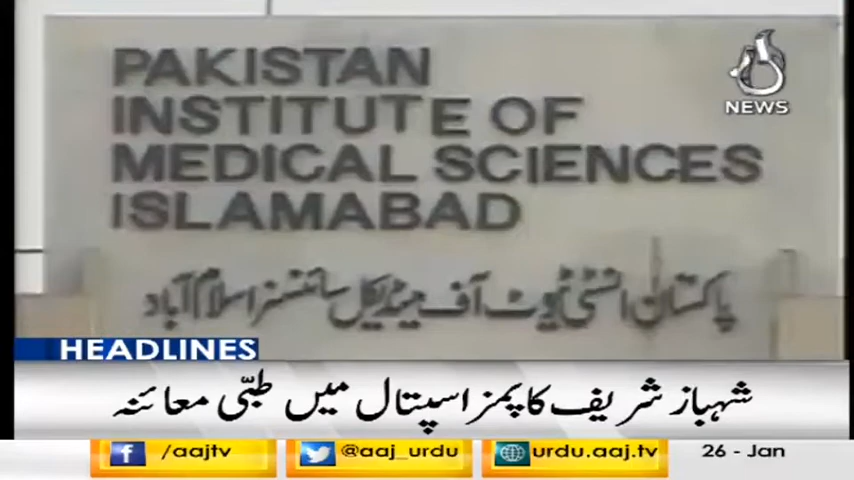 PAKISTAN
INSTITUTE OF
MEDICAL SCIENCES
ISLAMABAD
پاکستان انسٹی ٹیوٹ آف میڈیکل سائنسز اسلام آباد
NEWS
HEADLINES
شہباز شریف کا پمز اسپتال میں طبّی معائنہ
/aajtv
@aaj_urdu
urdu.aaj.tv
26 - Jan